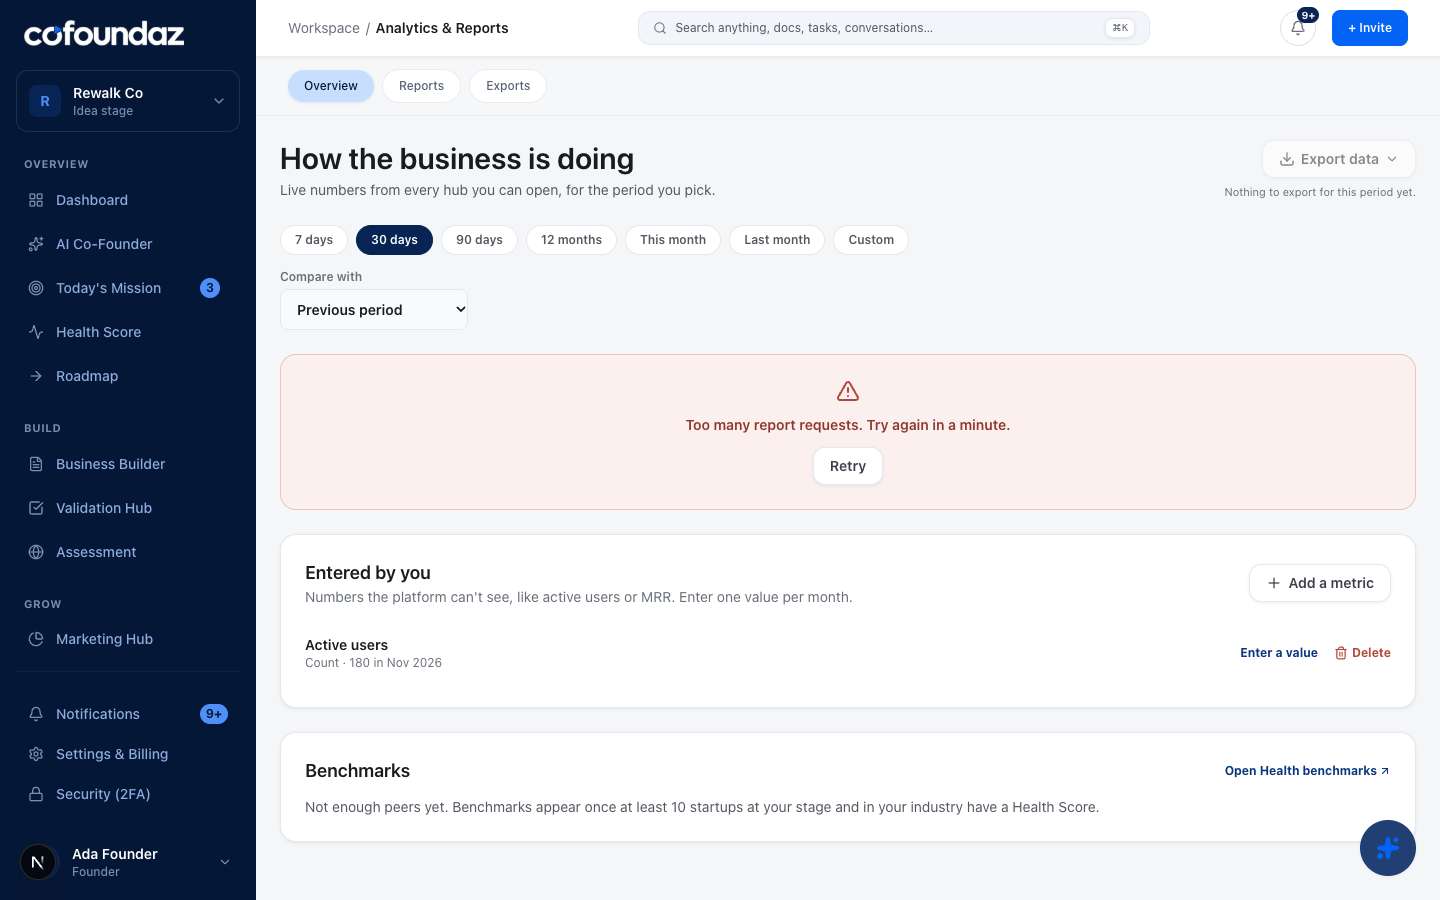 cofoundaz
R
Rewalk Co
Idea stage
OVERVIEW
Dashboard
AI Co-Founder
Today's Mission
3
Health Score
Roadmap
BUILD
Business Builder
Validation Hub
Assessment
GROW
Marketing Hub
Notifications
9+
Settings & Billing
Security (2FA)
N
Ada Founder
Founder
Workspace / Analytics & Reports
Search anything, docs, tasks, conversations...
⌘K
9+
+ Invite
Overview
Reports
Exports
How the business is doing
Live numbers from every hub you can open, for the period you pick.
Export data
Nothing to export for this period yet.
7 days
30 days
90 days
12 months
This month
Last month
Custom
Compare with
Previous period
Too many report requests. Try again in a minute.
Retry
Entered by you
Numbers the platform can't see, like active users or MRR. Enter one value per month.
Add a metric
Active users
Count · 180 in Nov 2026
Enter a value
Delete
Benchmarks
Open Health benchmarks
Not enough peers yet. Benchmarks appear once at least 10 startups at your stage and in your industry have a Health Score.